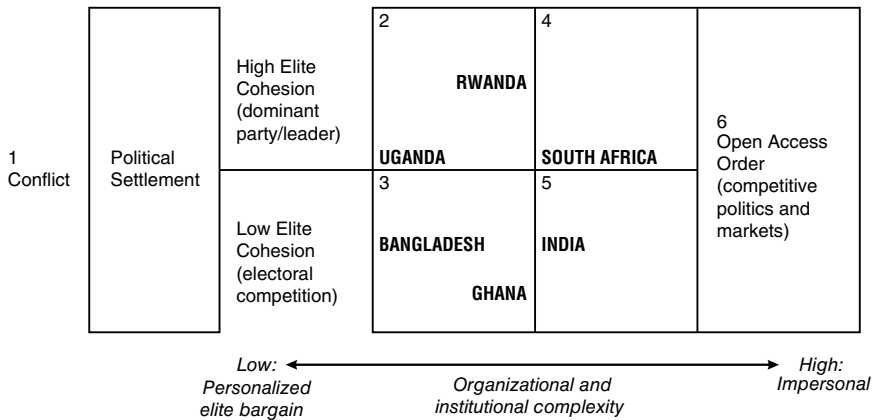 1
Conflict
Political
Settlement
High Elite
Cohesion
(dominant
party/leader)
Low Elite
Cohesion
(electoral
competition)
2
RWANDA
UGANDA
4
SOUTH AFRICA
3
BANGLADESH
GHANA
5
INDIA
6
Open Access
Order
(competitive
politics and
markets)
Low:
Personalized
elite bargain
Organizational and
institutional complexity
High:
Impersonal